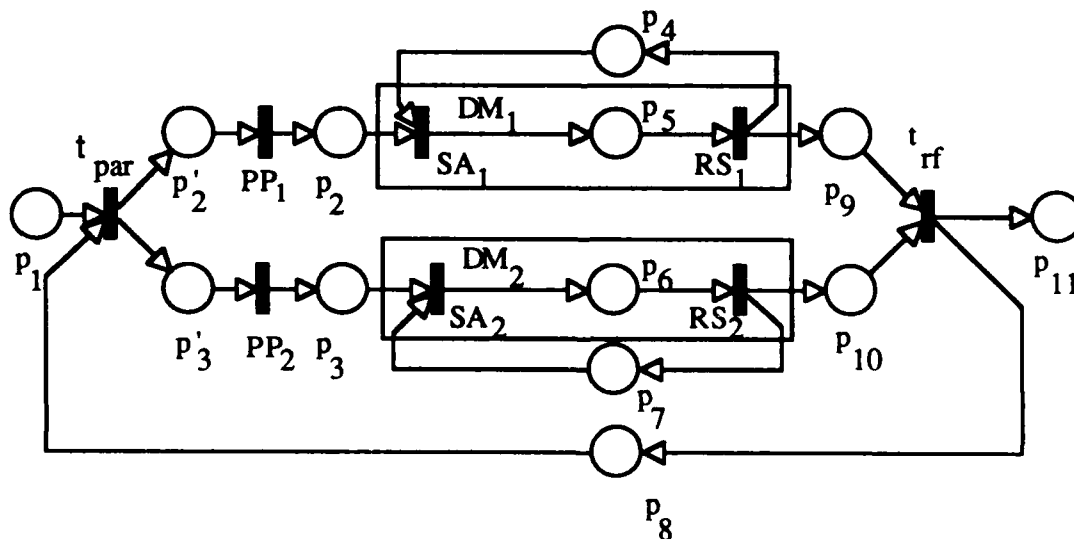 p4
DM1
p5
SA1
RS1
t par
p'2
PP1
p2
p9
t rf
p1
p11
DM2
p6
SA2
RS2
p'3
PP2
p3
p10
p7
p8